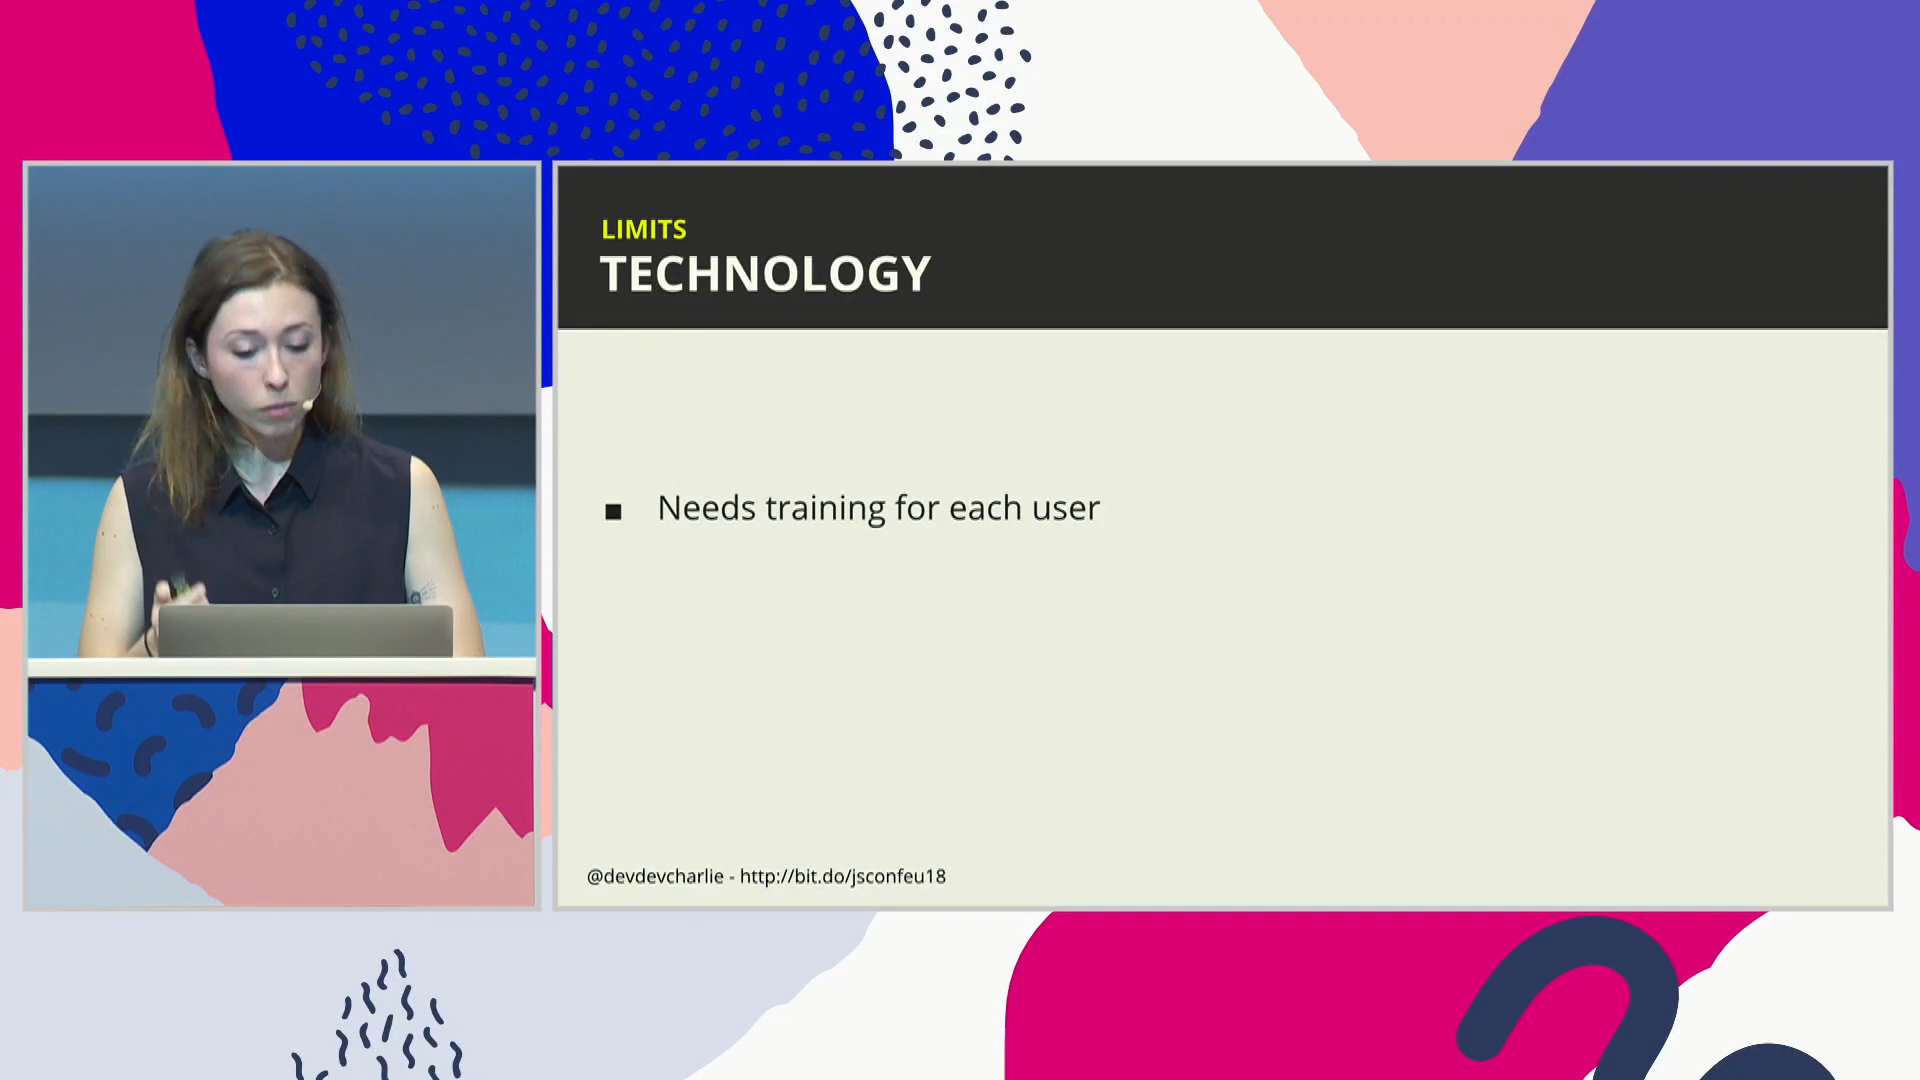 LIMITS
TECHNOLOGY
■ Needs training for each user
@devdevcharlie - http://bit.do/jsconfeu18